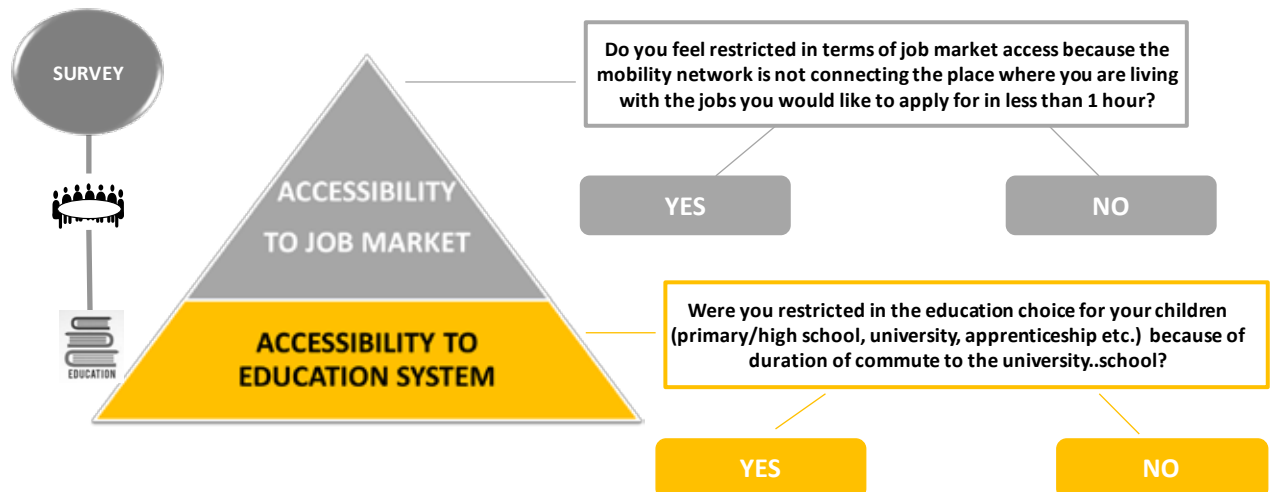 SURVEY
Do you feel restricted in terms of job market access because the
mobility network is not connecting the place where you are living
with the jobs you would like to apply for in less than 1 hour?
ACCESSIBILITY
TO JOB MARKET
YES
NO
Were you restricted in the education choice for your children
(primary/high school, university, apprenticeship etc.) because of
duration of commute to the university..school?
ACCESSIBILITY TO
EDUCATION SYSTEM
EDUCATION
YES
NO